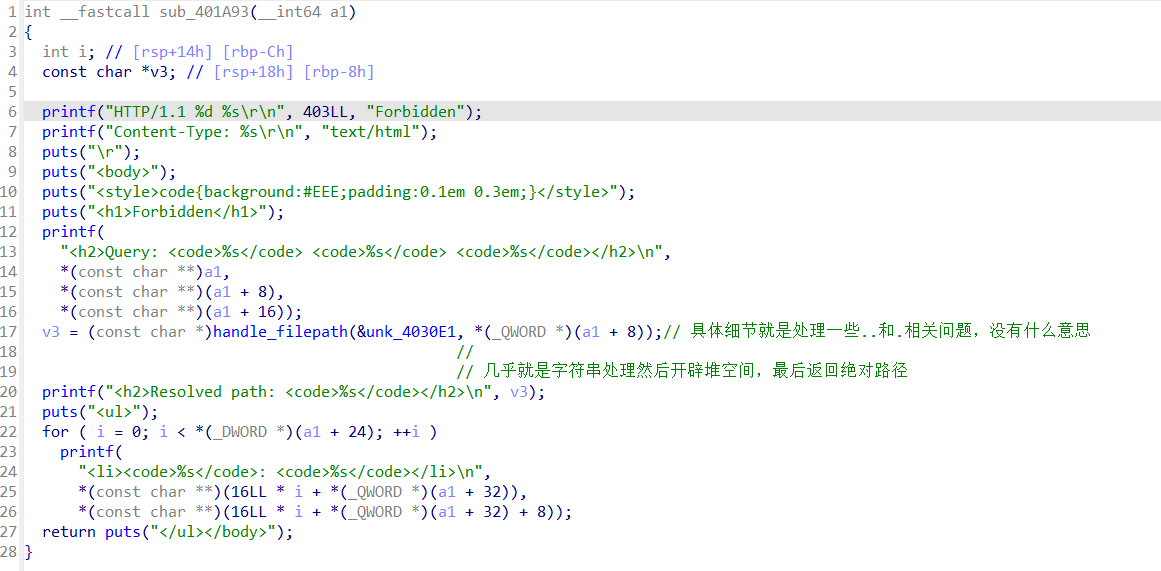 1 int __fastcall sub_401A93(__int64 a1)
2 {
3 int i; // [rsp+14h] [rbp-Ch]
4 const char *v3; // [rsp+18h] [rbp-8h]
5
6 printf("HTTP/1.1 %d %s\r\n", 403LL, "Forbidden");
7 printf("Content-Type: %s\r\n", "text/html");
8 puts("\r");
9 puts("<body>");
10 puts("<style>code{background:#EEE;padding:0.1em 0.3em;}</style>");
11 puts("<h1>Forbidden</h1>");
12 printf(
13 "<h2>Query: <code>%s</code> <code>%s</code> <code>%s</code></h2>\n",
14 *(const char **)a1,
15 *(const char **)(a1 + 8),
16 *(const char **)(a1 + 16));
17 v3 = (const char *)handle_filepath(&unk_4030E1, *(_QWORD *)(a1 + 8));// 具体细节就是处理一些..和.相关问题，没有什么意思
18 //
19 // 几乎就是字符串处理然后开辟堆空间，最后返回绝对路径
20 printf("<h2>Resolved path: <code>%s</code></h2>\n", v3);
21 puts("<ul>");
22 for ( i = 0; i < *(_DWORD *)(a1 + 24); ++i )
23 printf(
24 "<li><code>%s</code>: <code>%s</code></li>\n",
25 *(const char **)(16LL * i + *(_QWORD *)(a1 + 32)),
26 *(const char **)(16LL * i + *(_QWORD *)(a1 + 32) + 8));
27 return puts("</ul></body>");
28 }